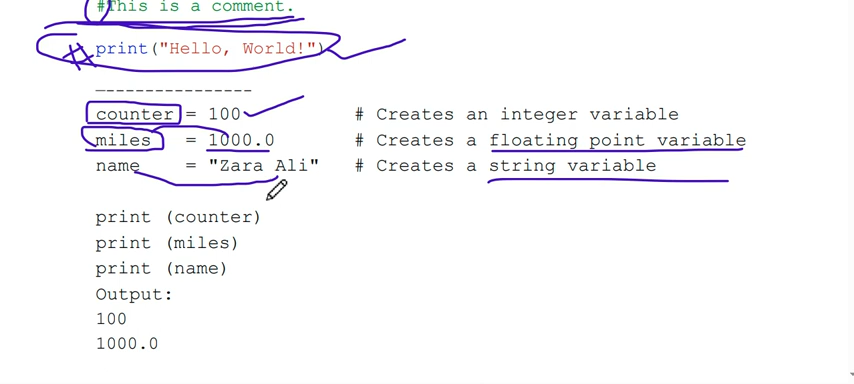 #This is a comment.
# print("Hello, World!")
----------------
counter = 100 # Creates an integer variable
miles = 1000.0 # Creates a floating point variable
name = "Zara Ali" # Creates a string variable
print (counter)
print (miles)
print (name)
Output:
100
1000.0